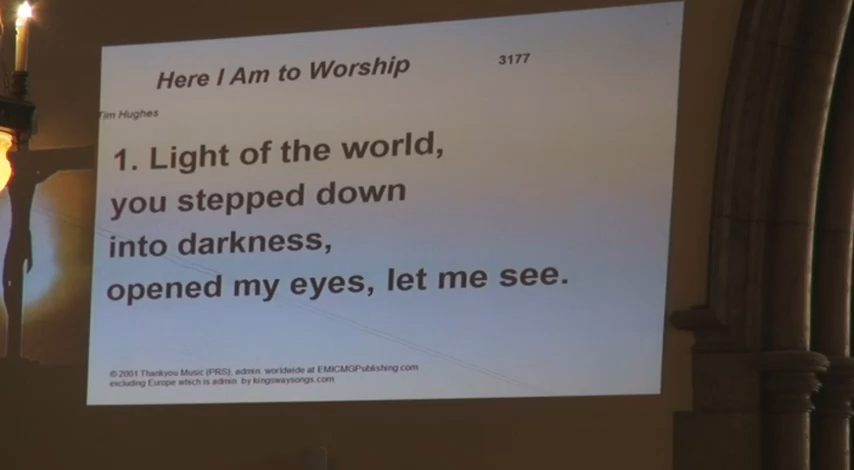 Here I Am to Worship 3177
Tim Hughes
1. Light of the world,
you stepped down
into darkness,
opened my eyes, let me see.
© 2001 Thankyou Music (PRS), admin. worldwide at EMICMGPublishing.com
excluding Europe which is admin. by kingswaysongs.com